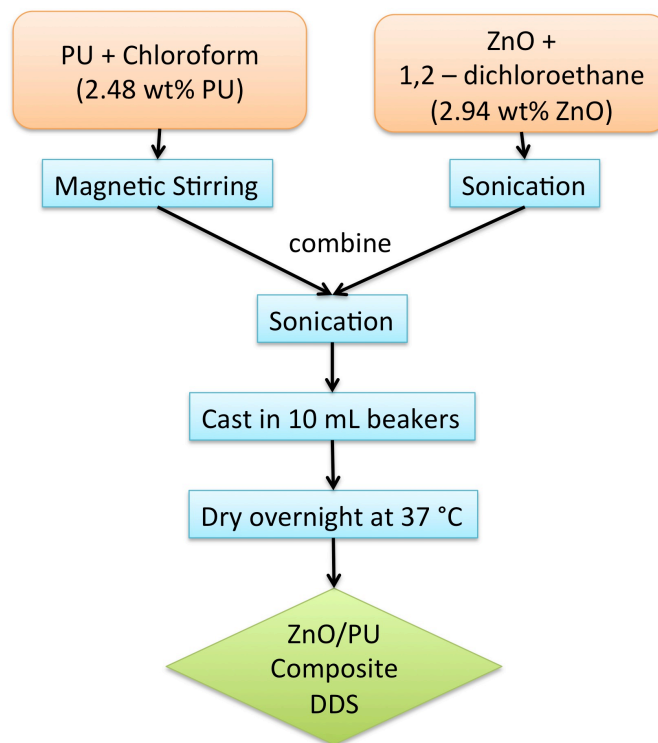 PU + Chloroform
(2.48 wt% PU)
ZnO +
1,2 – dichloroethane
(2.94 wt% ZnO)
Magnetic Stirring
Sonication
combine
Sonication
Cast in 10 mL beakers
Dry overnight at 37 °C
ZnO/PU
Composite
DDS